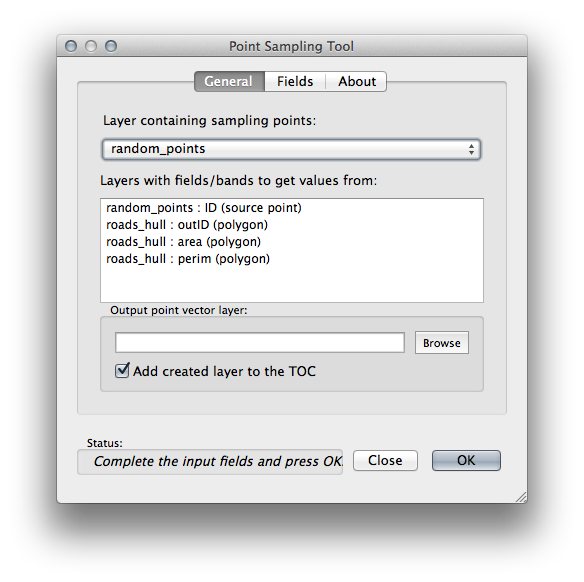 Point Sampling Tool
General Fields About
Layer containing sampling points:
random_points
Layers with fields/bands to get values from:
random_points : ID (source point)
roads_hull : outID (polygon)
roads_hull : area (polygon)
roads_hull : perim (polygon)
Output point vector layer:
Browse
Add created layer to the TOC
Status:
Complete the input fields and press OK.
Close
OK